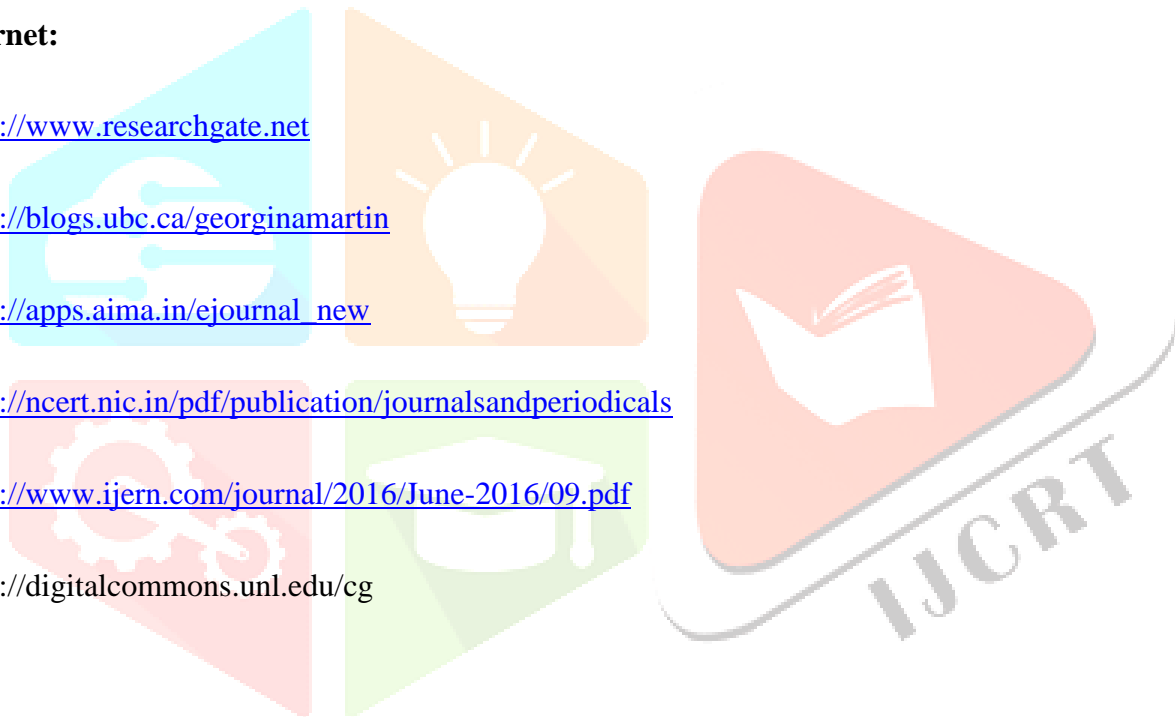 rnet:
://www.researchgate.net
://blogs.ubc.ca/georginamartin
://apps.aima.in/ejournal_new
://ncert.nic.in/pdf/publication/journalsandperiodicals
://www.ijern.com/journal/2016/June-2016/09.pdf
://digitalcommons.unl.edu/cg
IJCRT